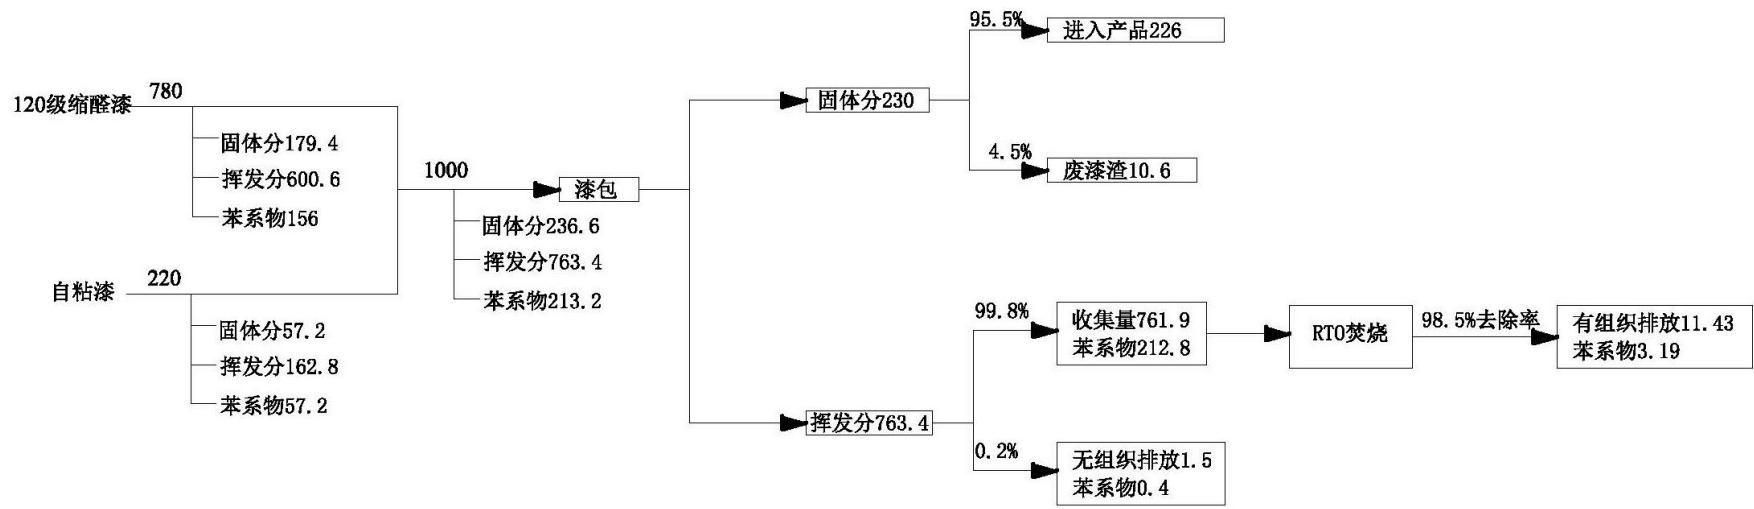 120级缩醛漆
780
固体分179.4
挥发分600.6
苯系物156
自粘漆
220
固体分57.2
挥发分162.8
苯系物57.2
1000
漆包
固体分236.6
挥发分763.4
苯系物213.2
固体分230
95.5%
进入产品226
4.5%
废漆渣10.6
挥发分763.4
99.8%
收集量761.9
苯系物212.8
RTO焚烧
98.5%去除率
有组织排放11.43
苯系物3.19
0.2%
无组织排放1.5
苯系物0.4